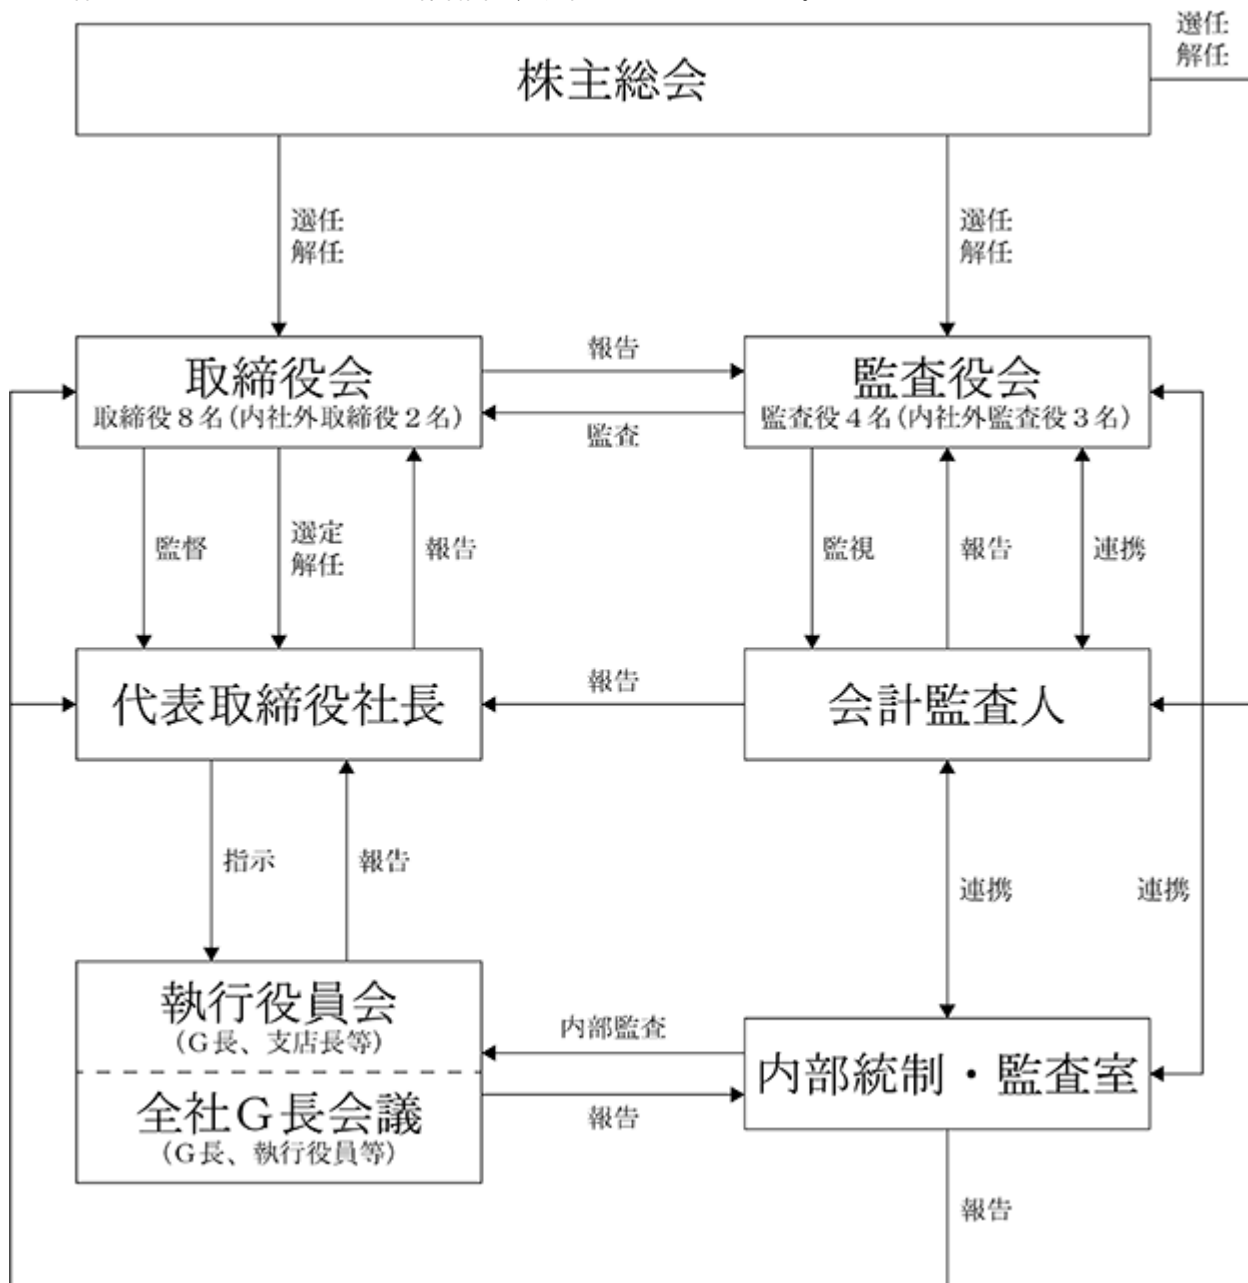 選任
解任
株主総会
選任
解任
選任
解任
取締役会
取締役8名(内社外取締役2名)
報告
監査
監査役会
監査役4名(内社外監査役3名)
監督
選定
解任
報告
監視
報告
連携
代表取締役社長
報告
会計監査人
指示
報告
連携
連携
執行役員会
(G長、支店長等)
全社G長会議
(G長、執行役員等)
内部監査
報告
内部統制・監査室
報告